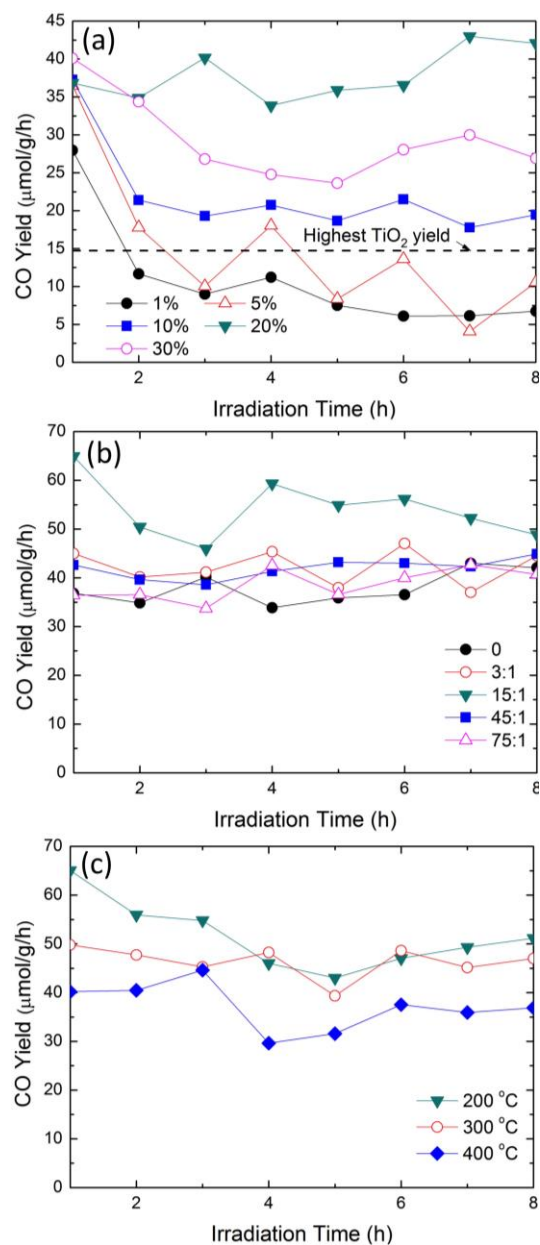 (a)
45
40
35
30
25
20
15
10
5
0
CO Yield (μmol/g/h)
Highest TiO₂ yield
1% 5%
10% 20%
30%
2 4 6 8
Irradiation Time (h)
(b)
70
60
50
40
30
20
10
0
CO Yield (μmol/g/h)
0
3:1
15:1
45:1
75:1
2 4 6 8
Irradiation Time (h)
(c)
70
60
50
40
30
20
10
0
CO Yield (μmol/g/h)
200 °C
300 °C
400 °C
2 4 6 8
Irradiation Time (h)